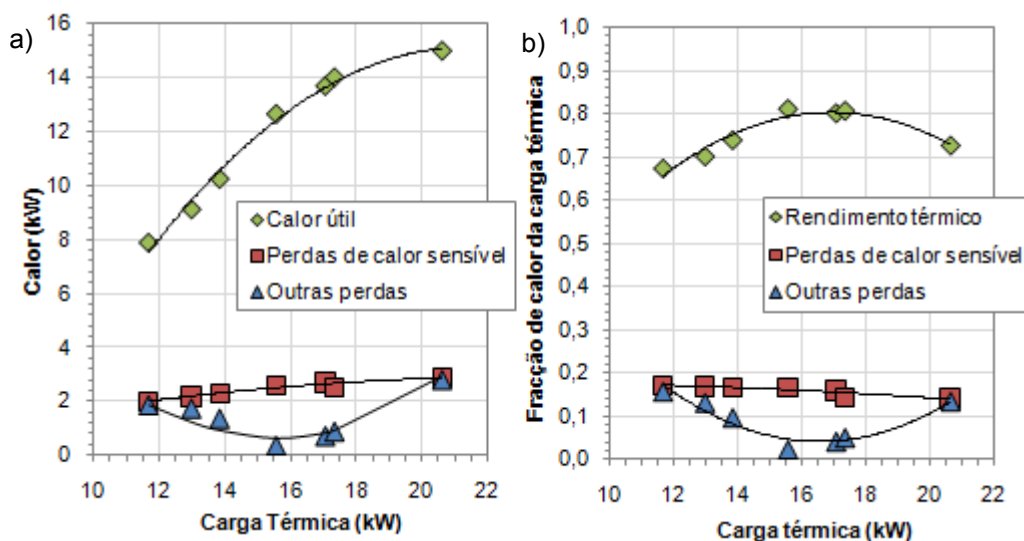 a)
16
14
12
10
8
6
4
2
0
Calor (kW)
Calor útil
Perdas de calor sensível
Outras perdas
10 12 14 16 18 20 22
Carga Térmica (kW)
b)
1,0
0,9
0,8
0,7
0,6
0,5
0,4
0,3
0,2
0,1
0,0
Fracção de calor da carga térmica
Rendimento térmico
Perdas de calor sensível
Outras perdas
10 12 14 16 18 20 22
Carga térmica (kW)